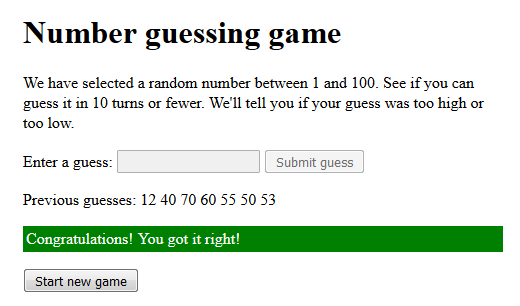 Number guessing game
We have selected a random number between 1 and 100. See if you can
guess it in 10 turns or fewer. We'll tell you if your guess was too high or
too low.
Enter a guess: Submit guess
Previous guesses: 12 40 70 60 55 50 53
Congratulations! You got it right!
Start new game